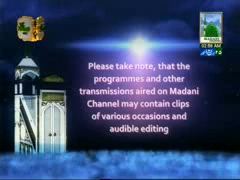 MADANI
02:59 AM
Please take note, that the
programmes and other
transmissions aired on Madani
Channel may contain clips
of various occasions and
audible editing